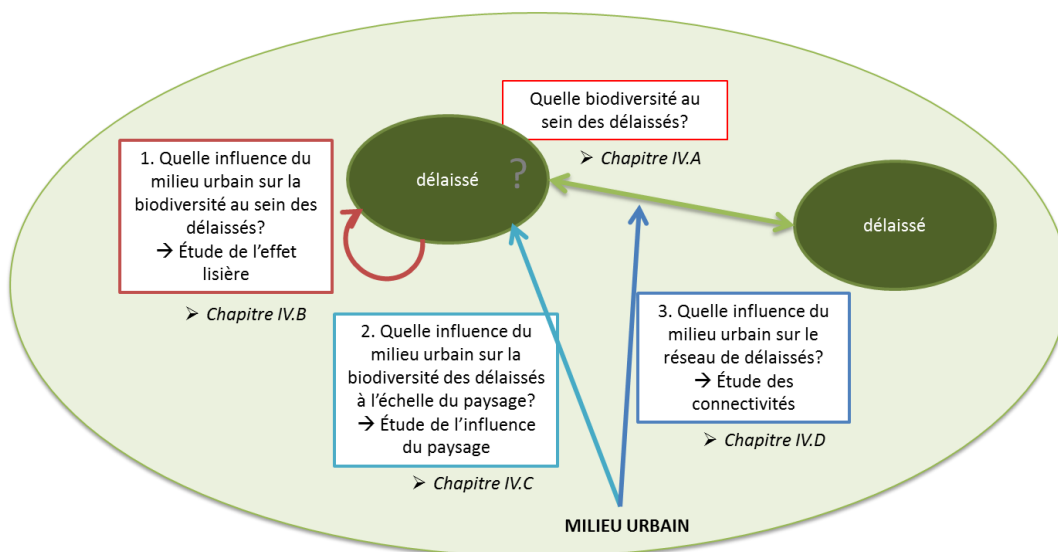 Quelle biodiversité au
sein des délaissés?
➢ Chapitre IV.A
1. Quelle influence du
milieu urbain sur la
biodiversité au sein des
délaissés?
→ Étude de l'effet
lisière
➢ Chapitre IV.B
délaissé ?
délaissé
2. Quelle influence du
milieu urbain sur la
biodiversité des délaissés
à l'échelle du paysage?
→ Étude de l'influence
du paysage
➢ Chapitre IV.C
3. Quelle influence du
milieu urbain sur le
réseau de délaissés?
→ Étude des
connectivités
➢ Chapitre IV.D
MILIEU URBAIN